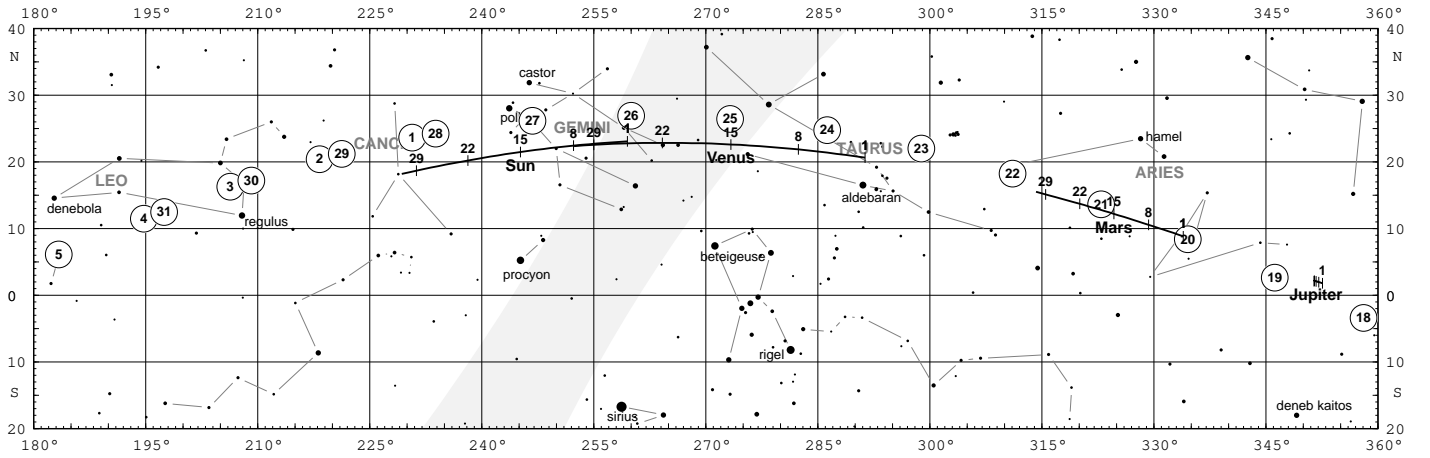 180° 195° 210° 225° 240° 255° 270° 285° 300° 315° 330° 345° 360°
40 40
N N
castor
30 30
pol 27 GEMINI 26 25 24
1 28 8 29 1 22 15 8 1 23 hamel
2 29 CANC 29 22 15 Sun Venus TAURUS
20 20
LEO 3 30 22 ARIES
denebola 4 31 regulus aldebaran 29 22 21 15 8 1
Mars 20
10 10
5 procyon beteigeuse 19 1
0 0
Jupiter
18
rigel
10 10
S S
sirius deneb kaitos
20 20
180° 195° 210° 225° 240° 255° 270° 285° 300° 315° 330° 345° 360°